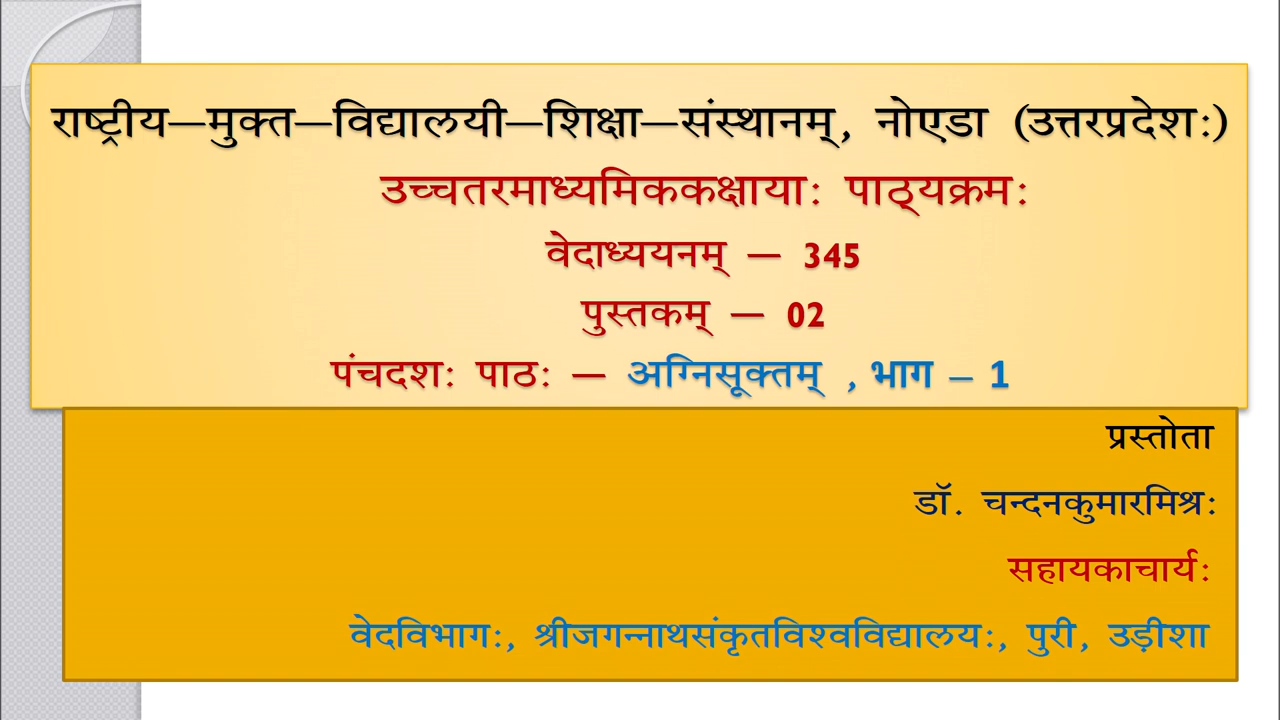 राष्ट्रीय—मुक्त—विद्यालयी—शिक्षा—संस्थानम्, नोएडा (उत्तरप्रदेशः)
उच्चतरमाध्यमिककक्षायाः पाठ्यक्रमः
वेदाध्ययनम् — 345
पुस्तकम् — 02
पंचदशः पाठः — अग्निसूक्तम् , भाग – 1
प्रस्तोता
डॉ. चन्दनकुमारमिश्रः
सहायकाचार्यः
वेदविभागः, श्रीजगन्नाथसंकृतविश्वविद्यालयः, पुरी, उड़ीशा